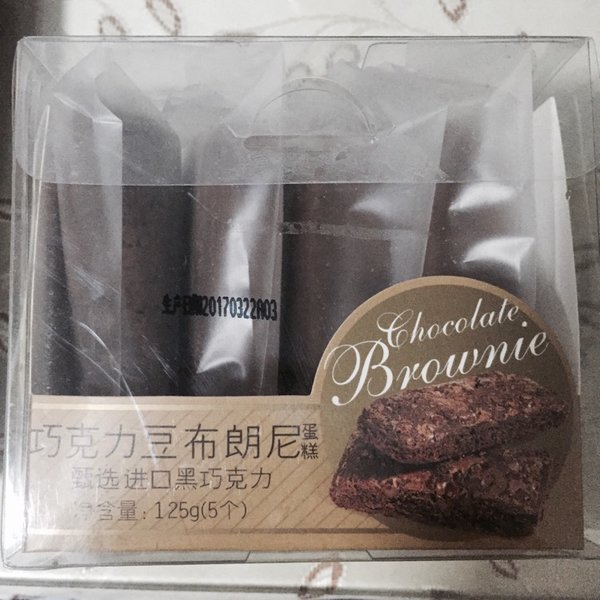 生产日期20170322A03
Chocolate
Brownie
巧克力豆布朗尼蛋糕
甄选进口黑巧克力
净含量:125g(5个)